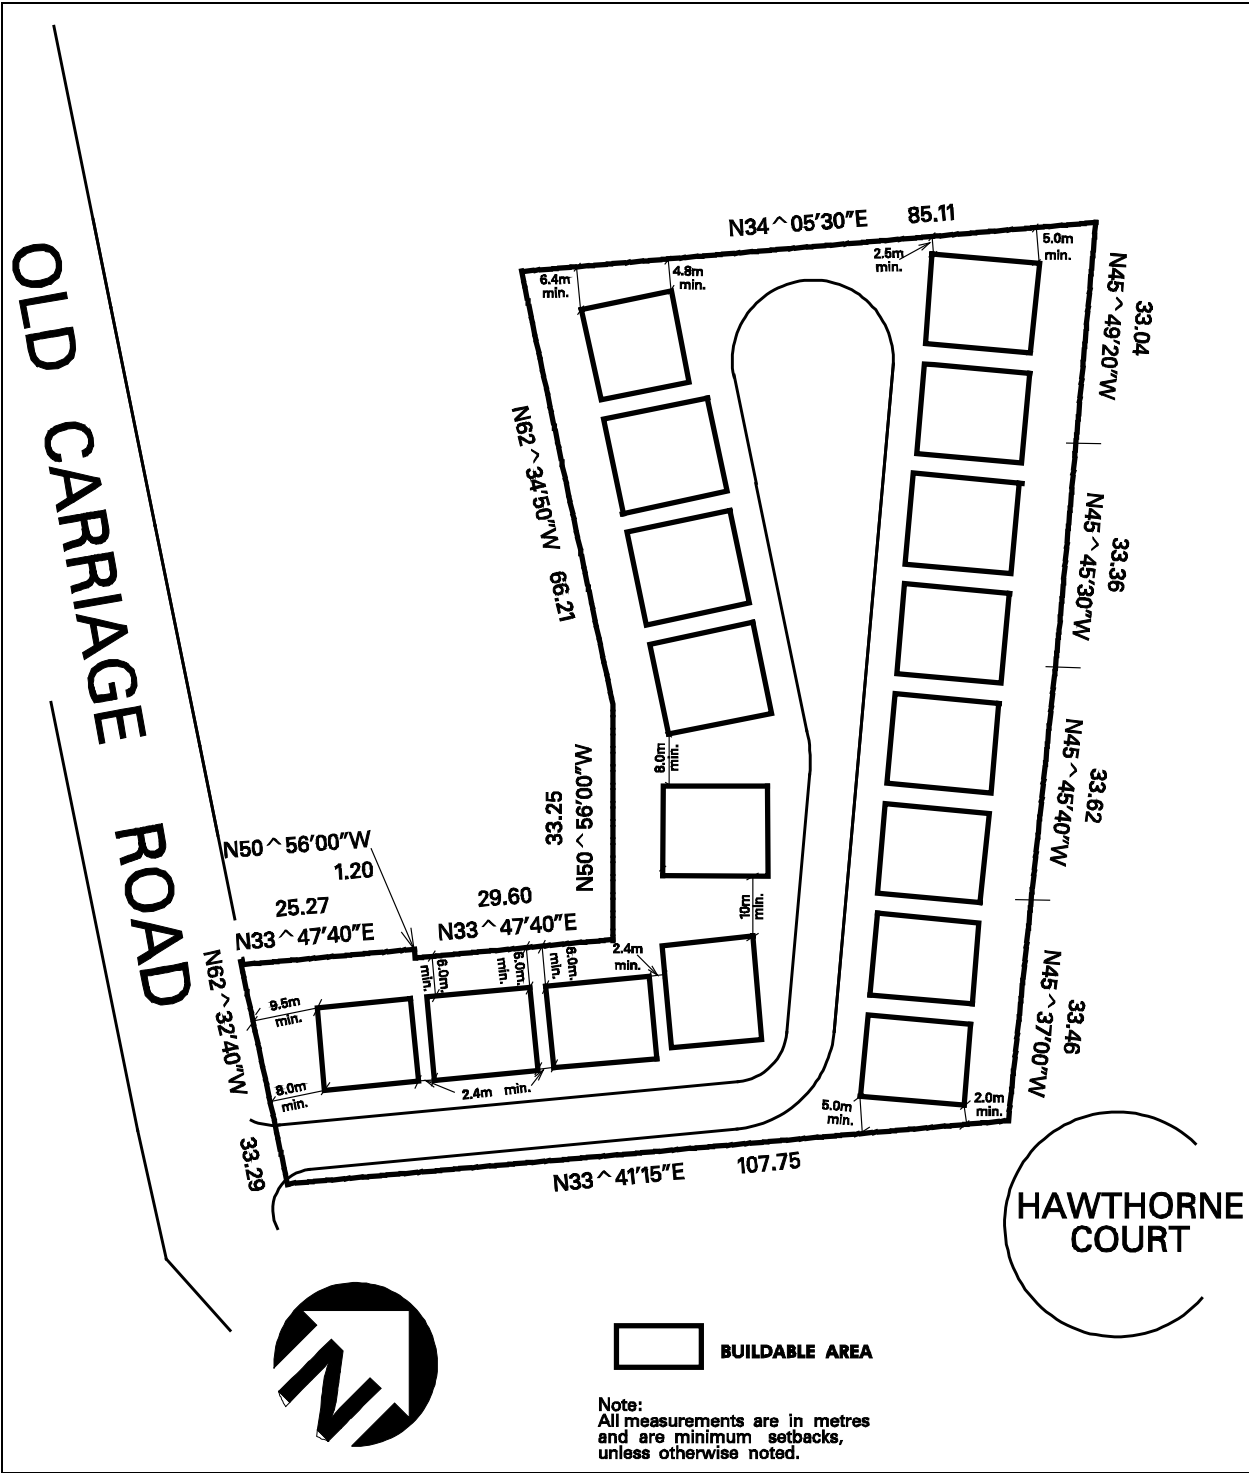 N34^05'30"E 85.11
2.5m
min.
5.0m
min.
6.4m
min.
4.8m
min.
33.04
N45^49'20"W
OLD CARRIAGE ROAD
N62^34'50"W 66.21
33.36
N45^45'30"W
8.0m
min.
33.62
N45^45'40"W
33.25
N50^56'00"W
N50^56'00"W
1.20
25.27
N33^47'40"E
29.60
N33^47'40"E
10m
min.
2.4m
min.
6.0m
min.
6.0m
min.
6.0m
min.
9.5m
min.
N62^32'40"W
33.29
8.0m
min.
2.4m min.
33.46
N45^37'00"W
5.0m
min.
2.0m
min.
N33^41'15"E 107.75
HAWTHORNE
COURT
N
BUILDABLE AREA
Note:
All measurements are in metres
and are minimum setbacks,
unless otherwise noted.